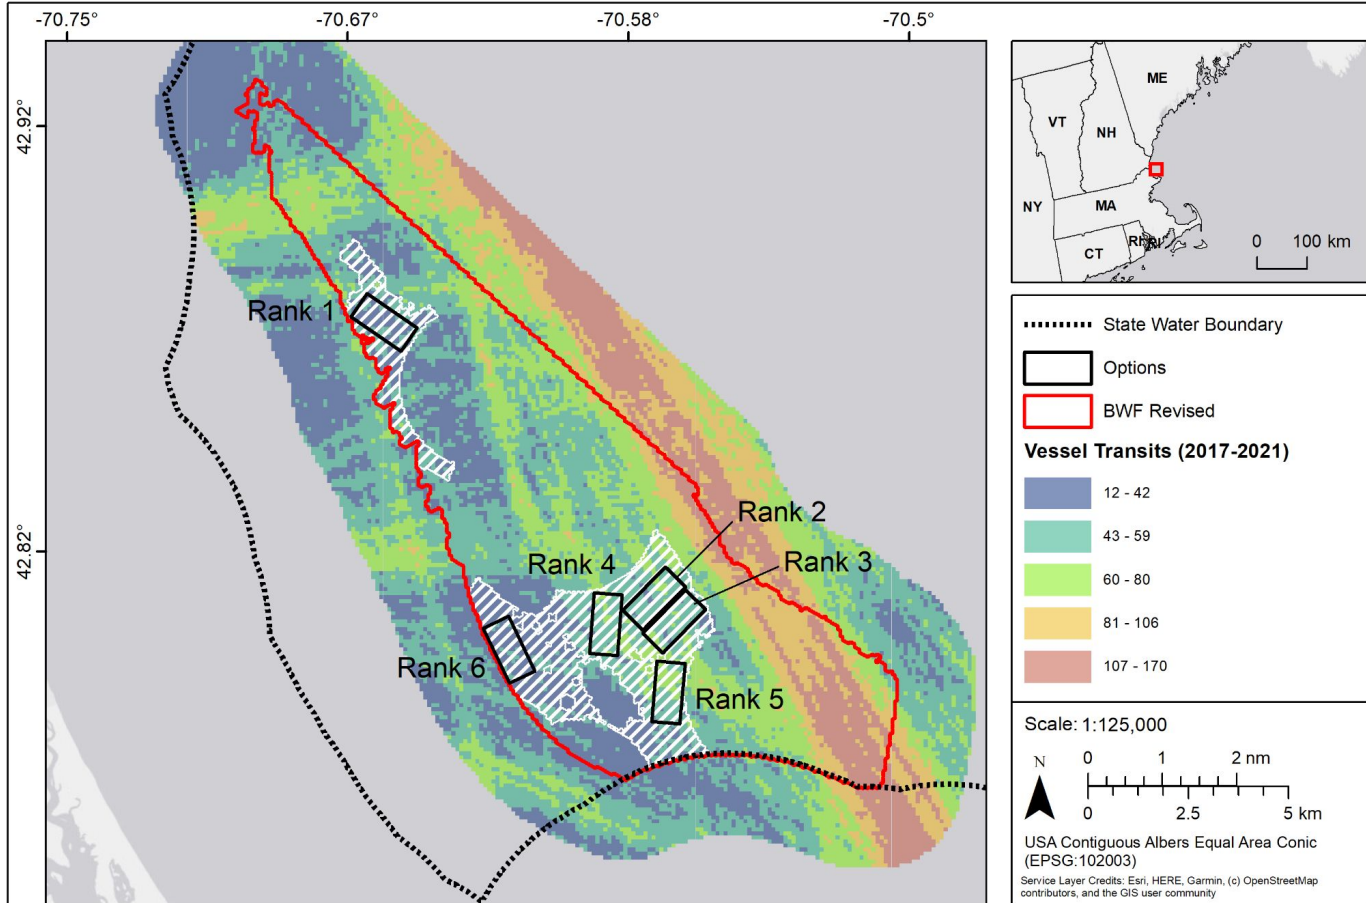 -70.75°
-70.67°
-70.58°
-70.5°
42.92°
42.82°
Rank 1
Rank 2
Rank 3
Rank 4
Rank 5
Rank 6
ME
VT
NH
NY
MA
CT
RI
RI
0 100 km
State Water Boundary
Options
BWF Revised
Vessel Transits (2017-2021)
12 - 42
43 - 59
60 - 80
81 - 106
107 - 170
Scale: 1:125,000
N
0 1 2 nm
0 2.5 5 km
USA Contiguous Albers Equal Area Conic
(EPSG:102003)
Service Layer Credits: Esri, HERE, Garmin, (c) OpenStreetMap
contributors, and the GIS user community